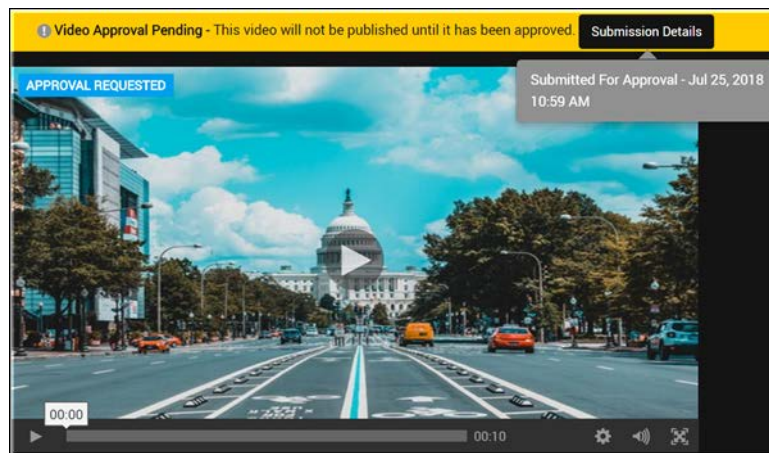 Video Approval Pending - This video will not be published until it has been approved. Submission Details
Submitted For Approval - Jul 25, 2018
10:59 AM
APPROVAL REQUESTED
00:00
00:10